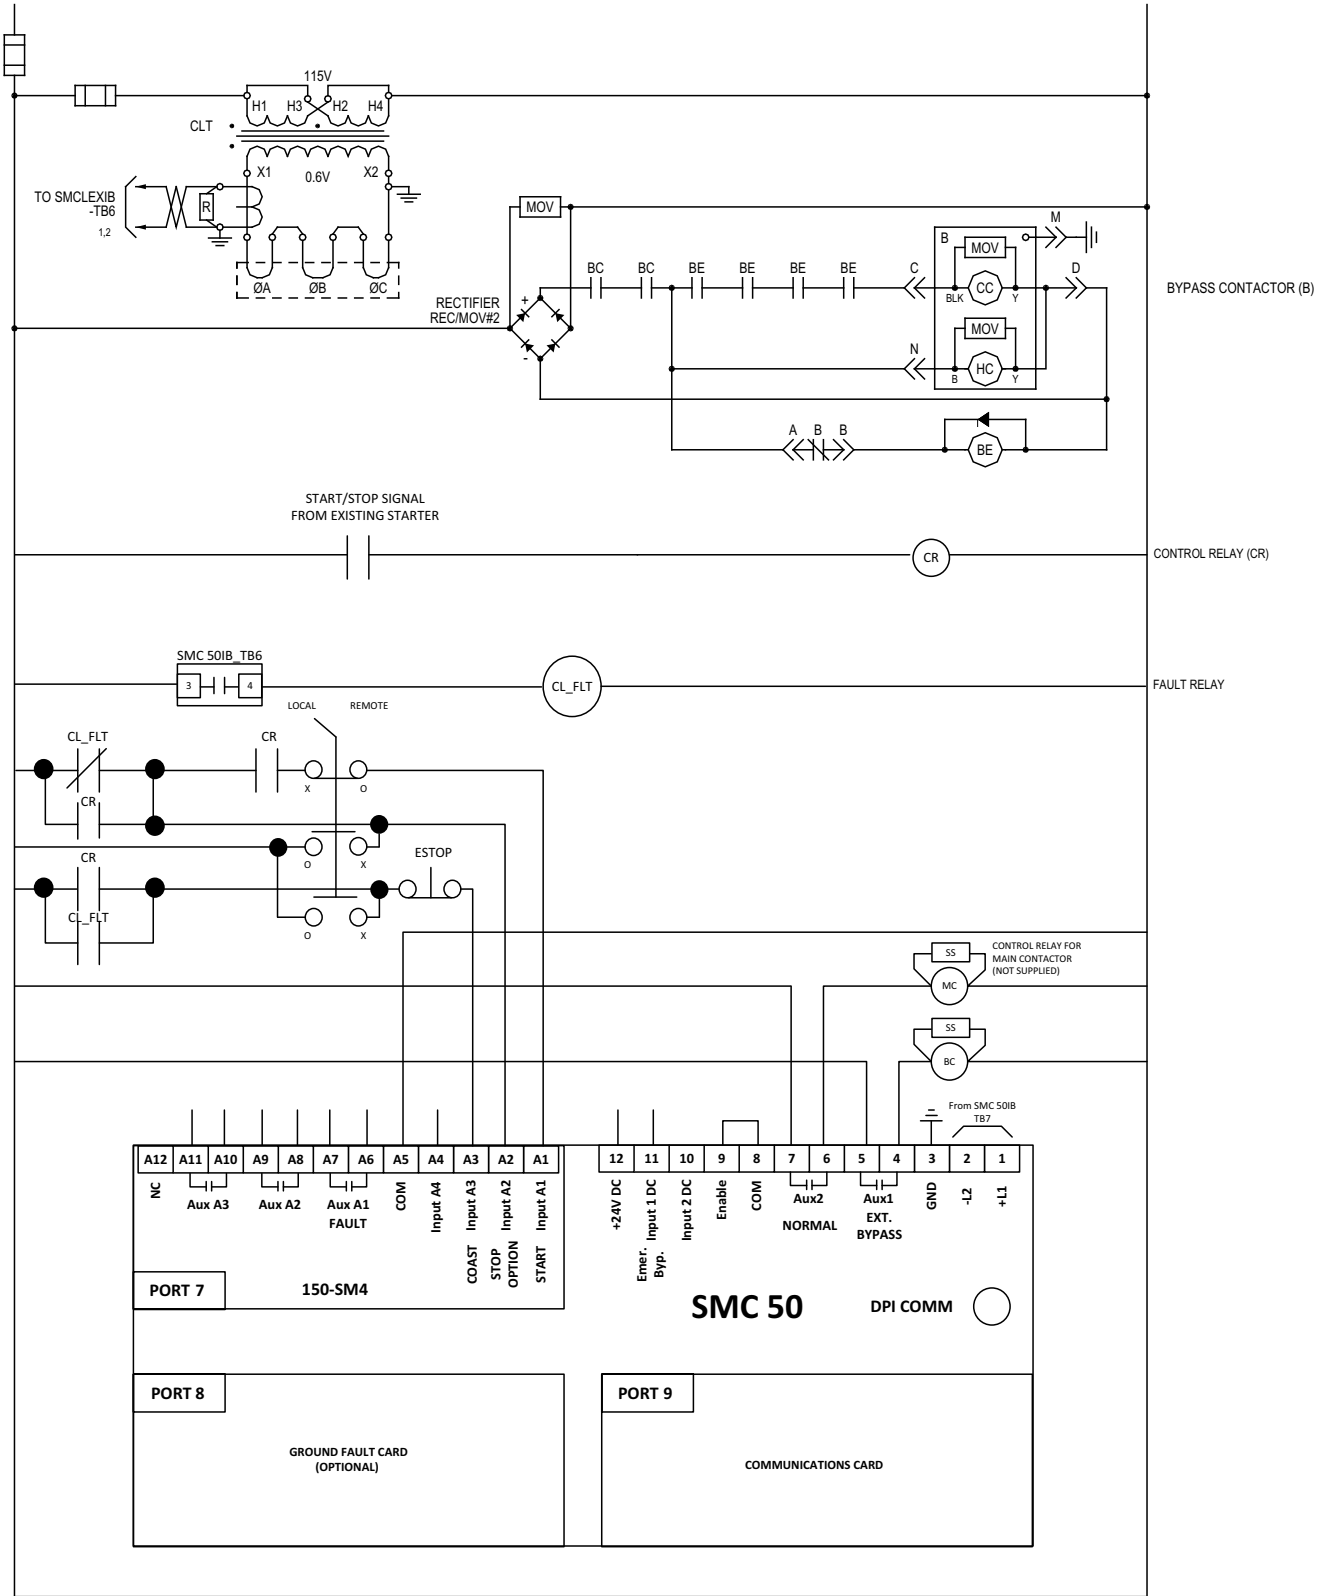 115V
H1 H3 H2 H4
CLT
X1 0.6V X2
TO SMCLEXIB
-TB6
1,2
R
ØA ØB ØC
MOV
RECTIFIER
REC/MOV#2
+
-
BC BC BE BE BE BE C
B
MOV
M
BLK CC Y
D
BYPASS CONTACTOR (B)
MOV
N
B HC Y
A B B
BE
START/STOP SIGNAL
FROM EXISTING STARTER
CR
CONTROL RELAY (CR)
SMC 50IB_TB6
3 4
CL_FLT
FAULT RELAY
LOCAL REMOTE
CL_FLT
CR
X O
CR
O X
CR
ESTOP
CL_FLT
O X
SS
MC
CONTROL RELAY FOR
MAIN CONTACTOR
(NOT SUPPLIED)
SS
BC
From SMC 50IB
TB7
A12 A11 A10 A9 A8 A7 A6 A5 A4 A3 A2 A1
NC
Aux A3
Aux A2
Aux A1
FAULT
COM
Input A4
Input A3
COAST
Input A2
STOP
OPTION
Input A1
START
12 11 10 9 8 7 6 5 4 3 2 1
+24V DC
Input 1 DC
Emer.
Byp.
Input 2 DC
Enable
COM
Aux2
NORMAL
Aux1
EXT.
BYPASS
GND
-L2
+L1
PORT 7
150-SM4
SMC 50
DPI COMM
PORT 8
GROUND FAULT CARD
(OPTIONAL)
PORT 9
COMMUNICATIONS CARD